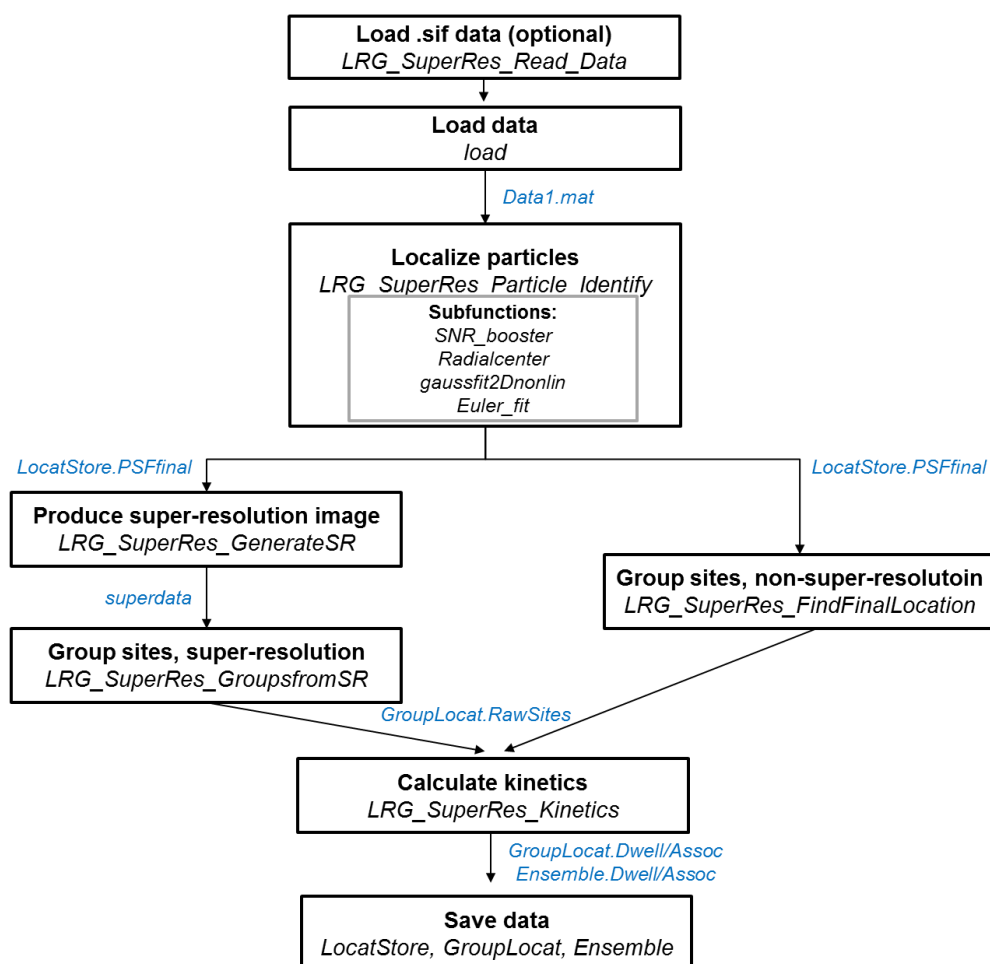 Load .sif data (optional)
LRG_SuperRes_Read_Data
Load data
load
Data1.mat
Localize particles
LRG_SuperRes_Particle_Identify
Subfunctions:
SNR_booster
Radialcenter
gaussfit2Dnonlin
Euler_fit
LocatStore.PSFfinal
LocatStore.PSFfinal
Produce super-resolution image
LRG_SuperRes_GenerateSR
Group sites, non-super-resolutoin
LRG_SuperRes_FindFinalLocation
superdata
Group sites, super-resolution
LRG_SuperRes_GroupsfromSR
GroupLocat.RawSites
Calculate kinetics
LRG_SuperRes_Kinetics
GroupLocat.Dwell/Assoc
Ensemble.Dwell/Assoc
Save data
LocatStore, GroupLocat, Ensemble